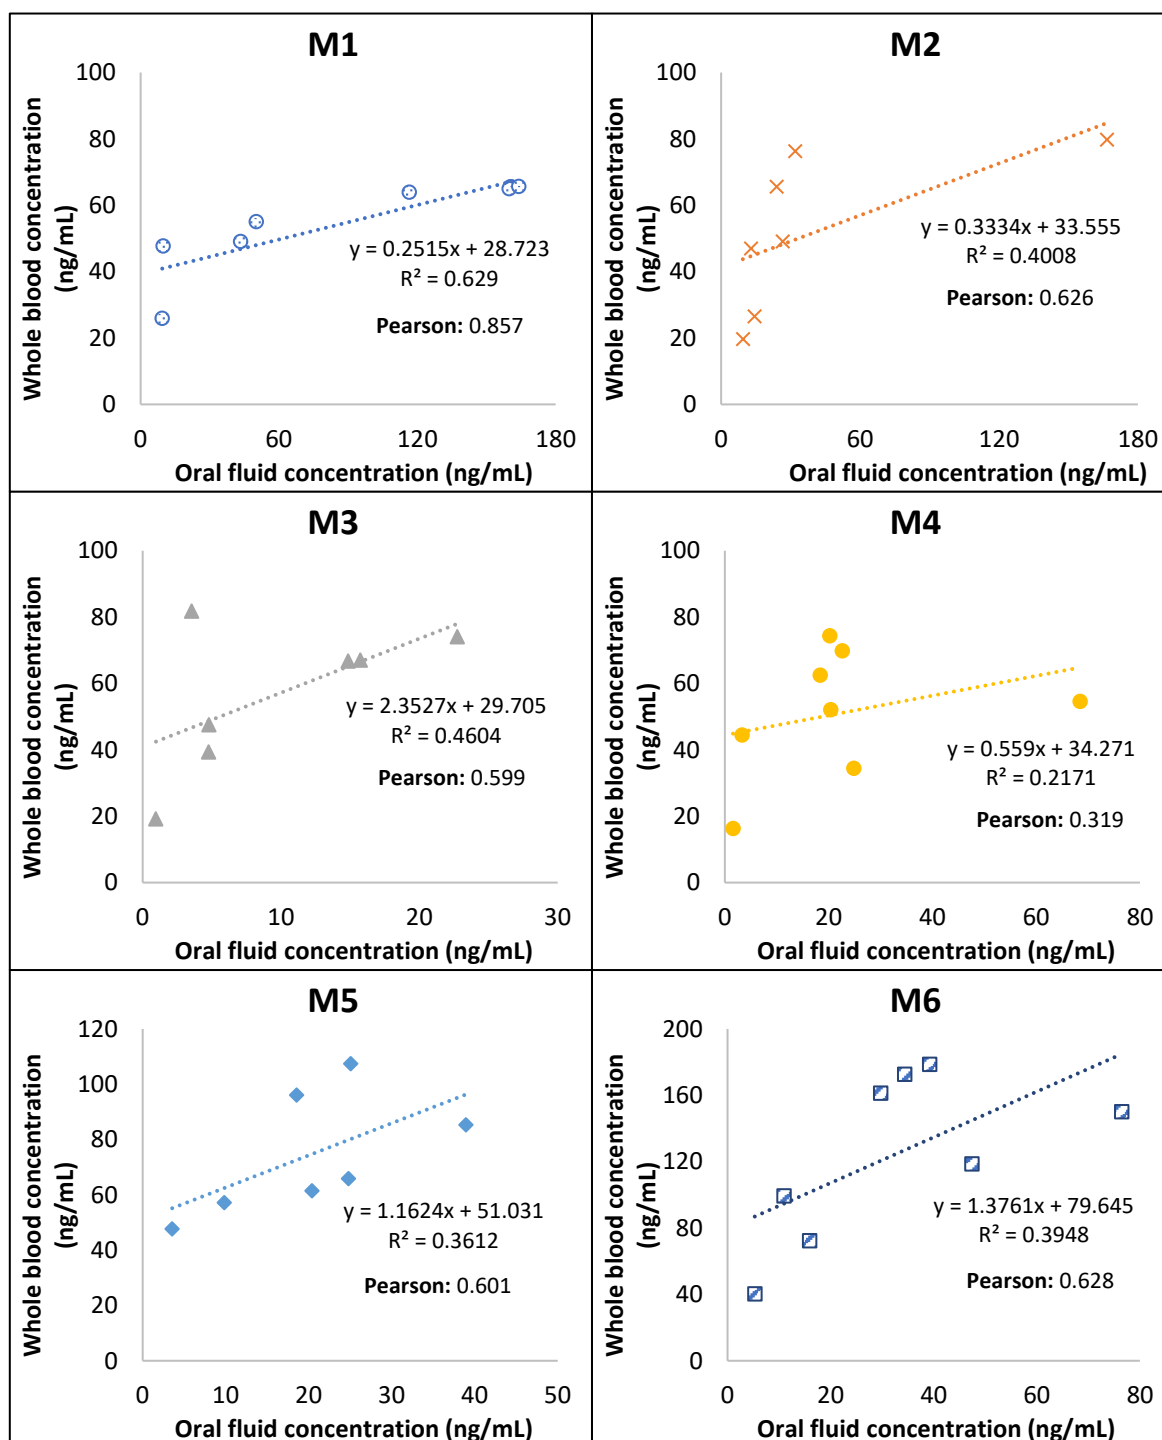 M1
Whole blood concentration
(ng/mL)
100
80
60
40
20
0
y = 0.2515x + 28.723
R² = 0.629
Pearson: 0.857
0 60 120 180
Oral fluid concentration (ng/mL)
M2
Whole blood concentration
(ng/mL)
100
80
60
40
20
0
y = 0.3334x + 33.555
R² = 0.4008
Pearson: 0.626
0 60 120 180
Oral fluid concentration (ng/mL)
M3
Whole blood concentration
(ng/mL)
100
80
60
40
20
0
y = 2.3527x + 29.705
R² = 0.4604
Pearson: 0.599
0 10 20 30
Oral fluid concentration (ng/mL)
M4
Whole blood concentration
(ng/mL)
100
80
60
40
20
0
y = 0.559x + 34.271
R² = 0.2171
Pearson: 0.319
0 20 40 60 80
Oral fluid concentration (ng/mL)
M5
Whole blood concentration
(ng/mL)
120
100
80
60
40
20
0
y = 1.1624x + 51.031
R² = 0.3612
Pearson: 0.601
0 10 20 30 40 50
Oral fluid concentration (ng/mL)
M6
Whole blood concentration
(ng/mL)
200
160
120
80
40
0
y = 1.3761x + 79.645
R² = 0.3948
Pearson: 0.628
0 20 40 60 80
Oral fluid concentration (ng/mL)